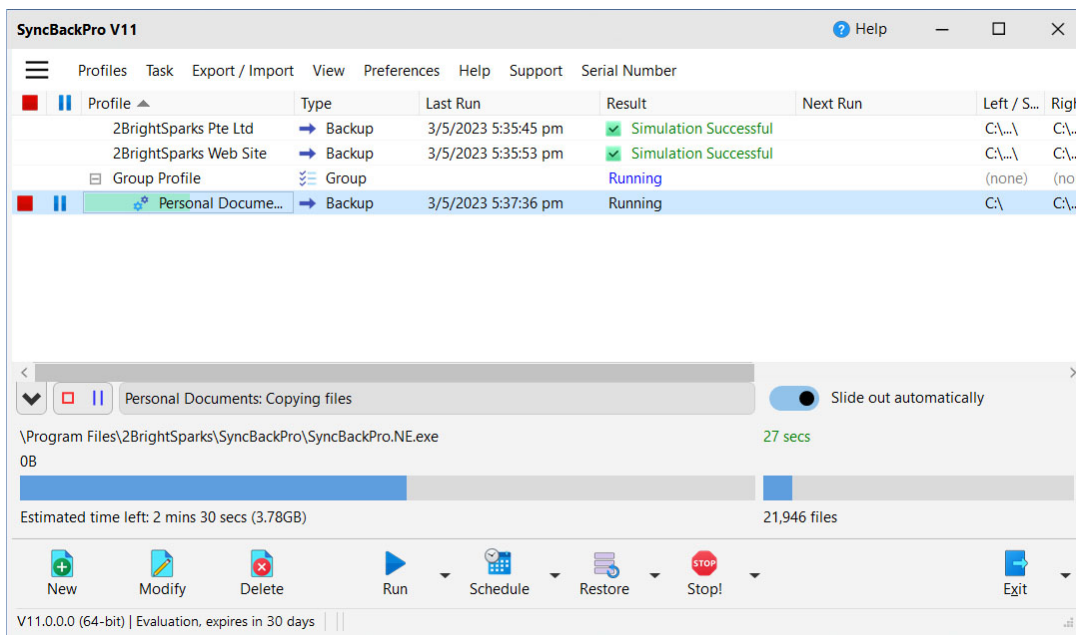 SyncBackPro V11 Help
Profiles Task Export / Import View Preferences Help Support Serial Number
Profile Type Last Run Result Next Run Left / S... Righ
2BrightSparks Pte Ltd Backup 3/5/2023 5:35:45 pm Simulation Successful C:\...\ C:\..
2BrightSparks Web Site Backup 3/5/2023 5:35:53 pm Simulation Successful C:\...\ C:\..
Group Profile Group Running (none) (no
Personal Docume... Backup 3/5/2023 5:37:36 pm Running C:\ C:\..
Personal Documents: Copying files Slide out automatically
\Program Files\2BrightSparks\SyncBackPro\SyncBackPro.NE.exe 27 secs
0B
Estimated time left: 2 mins 30 secs (3.78GB) 21,946 files
STOP
New Modify Delete Run Schedule Restore Stop! Exit
V11.0.0.0 (64-bit) | Evaluation, expires in 30 days